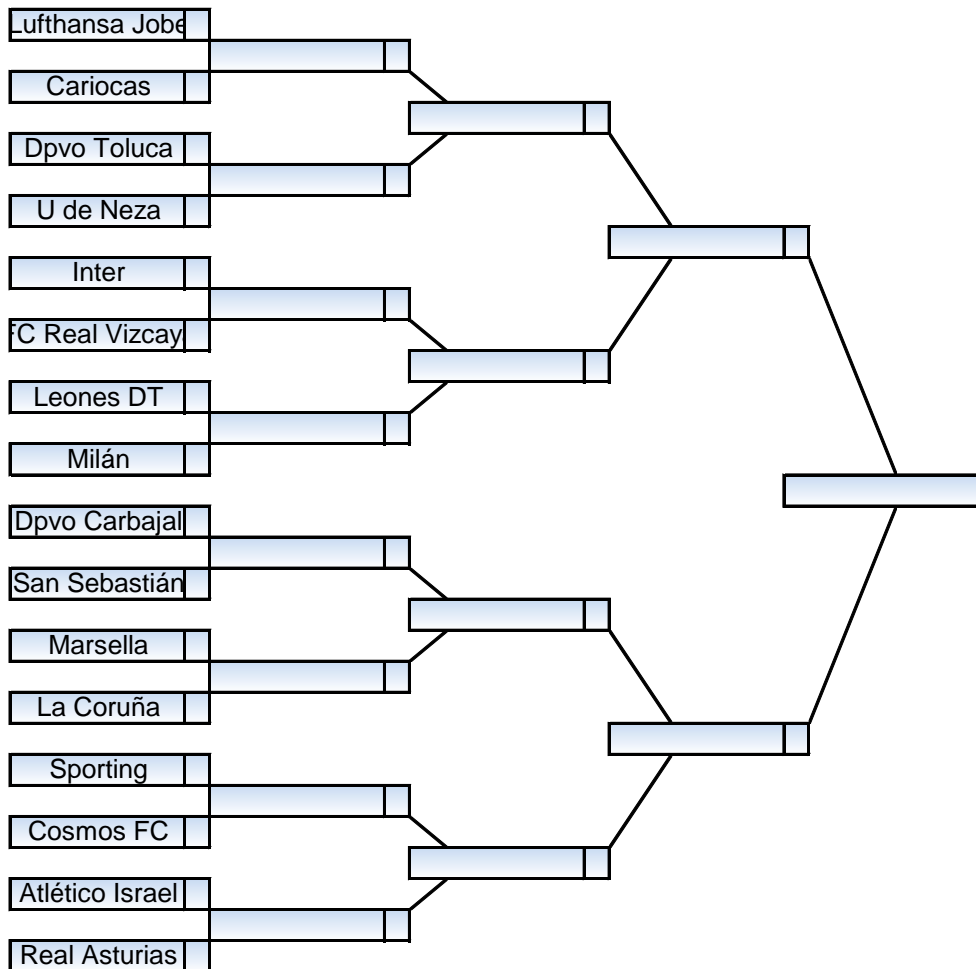 Lufthansa Jobe
Cariocas
Dpvo Toluca
U de Neza
Inter
FC Real Vizcay
Leones DT
Milán
Dpvo Carbajal
San Sebastián
Marsella
La Coruña
Sporting
Cosmos FC
Atlético Israel
Real Asturias